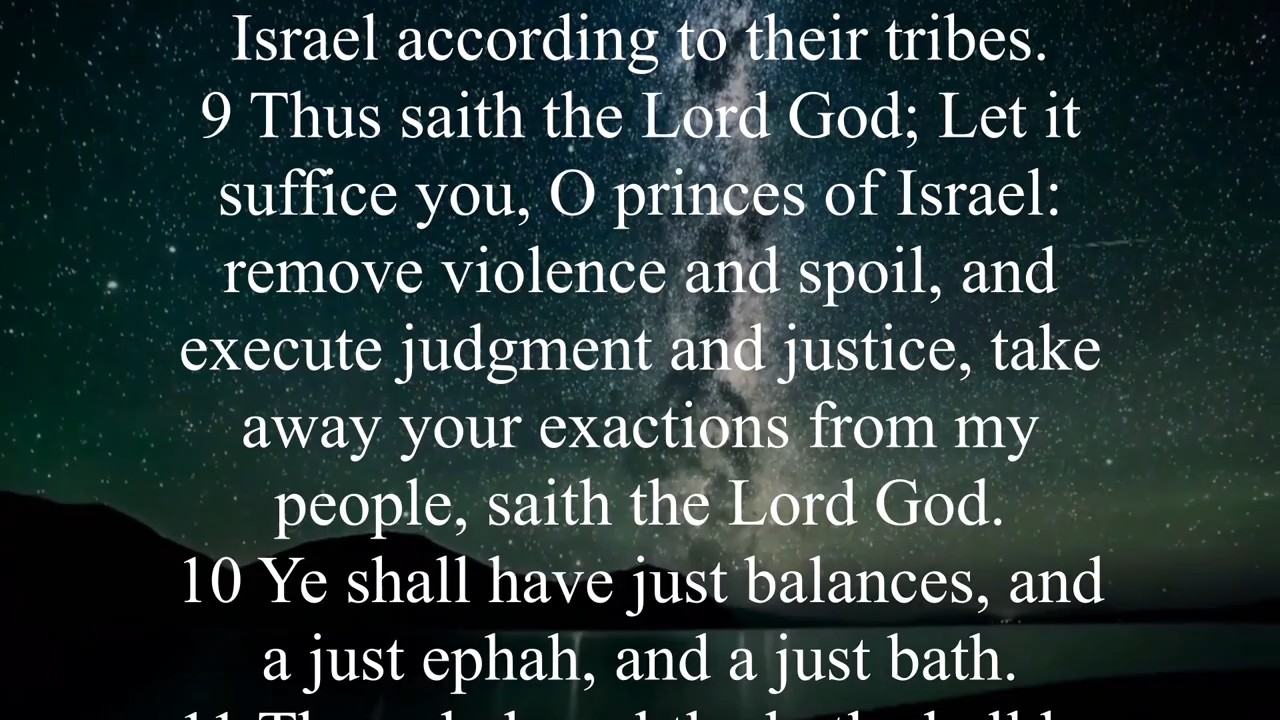 Israel according to their tribes.
9 Thus saith the Lord God; Let it
suffice you, O princes of Israel:
remove violence and spoil, and
execute judgment and justice, take
away your exactions from my
people, saith the Lord God.
10 Ye shall have just balances, and
a just ephah, and a just bath.